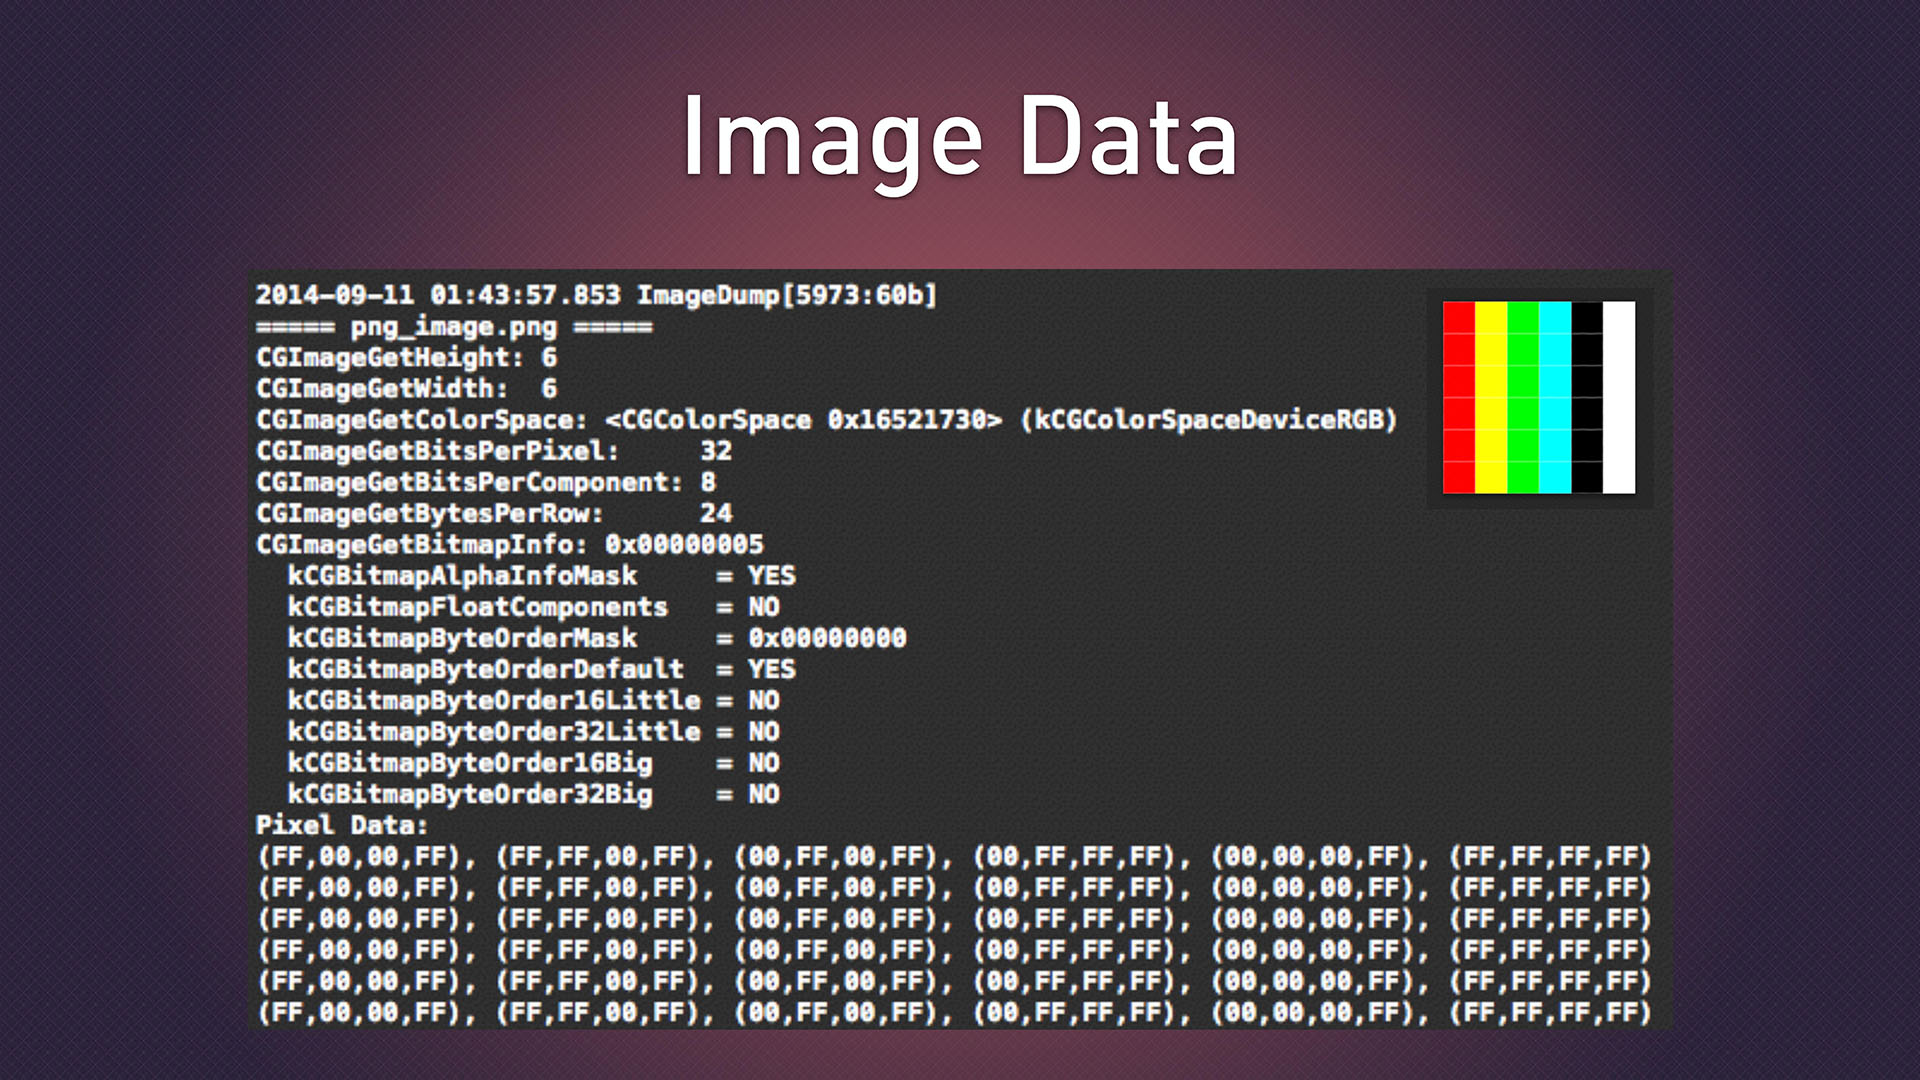 Image Data
2014-09-11 01:43:57.853 ImageDump[5973:60b]
===== png_image.png =====
CGImageGetHeight: 6
CGImageGetWidth:  6
CGImageGetColorSpace: <CGColorSpace 0x16521730> (kCGColorSpaceDeviceRGB)
CGImageGetBitsPerPixel:     32
CGImageGetBitsPerComponent: 8
CGImageGetBytesPerRow:      24
CGImageGetBitmapInfo: 0x00000005
  kCGBitmapAlphaInfoMask     = YES
  kCGBitmapFloatComponents   = NO
  kCGBitmapByteOrderMask     = 0x00000000
  kCGBitmapByteOrderDefault  = YES
  kCGBitmapByteOrder16Little = NO
  kCGBitmapByteOrder32Little = NO
  kCGBitmapByteOrder16Big    = NO
  kCGBitmapByteOrder32Big    = NO
Pixel Data:
(FF,00,00,FF), (FF,FF,00,FF), (00,FF,00,FF), (00,FF,FF,FF), (00,00,00,FF), (FF,FF,FF,FF)
(FF,00,00,FF), (FF,FF,00,FF), (00,FF,00,FF), (00,FF,FF,FF), (00,00,00,FF), (FF,FF,FF,FF)
(FF,00,00,FF), (FF,FF,00,FF), (00,FF,00,FF), (00,FF,FF,FF), (00,00,00,FF), (FF,FF,FF,FF)
(FF,00,00,FF), (FF,FF,00,FF), (00,FF,00,FF), (00,FF,FF,FF), (00,00,00,FF), (FF,FF,FF,FF)
(FF,00,00,FF), (FF,FF,00,FF), (00,FF,00,FF), (00,FF,FF,FF), (00,00,00,FF), (FF,FF,FF,FF)
(FF,00,00,FF), (FF,FF,00,FF), (00,FF,00,FF), (00,FF,FF,FF), (00,00,00,FF), (FF,FF,FF,FF)